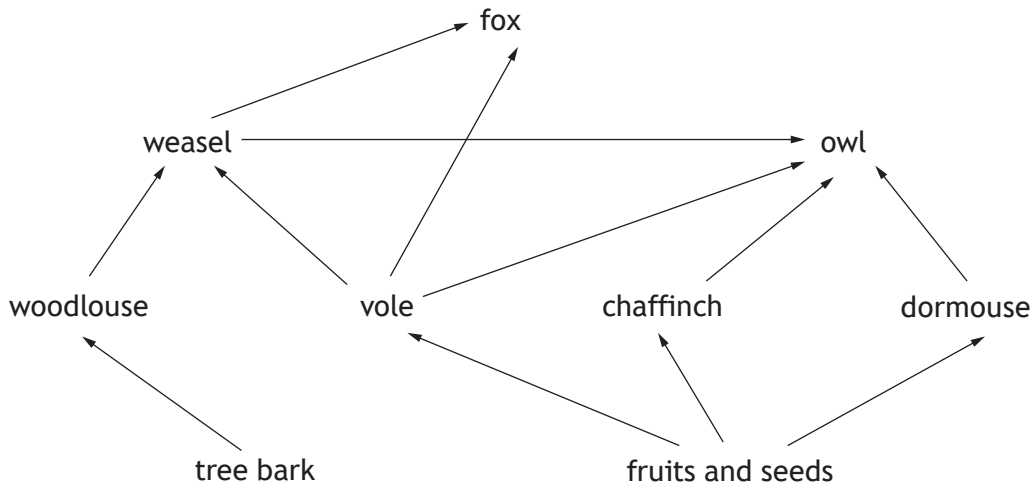 fox
weasel
owl
woodlouse
vole
chaffinch
dormouse
tree bark
fruits and seeds